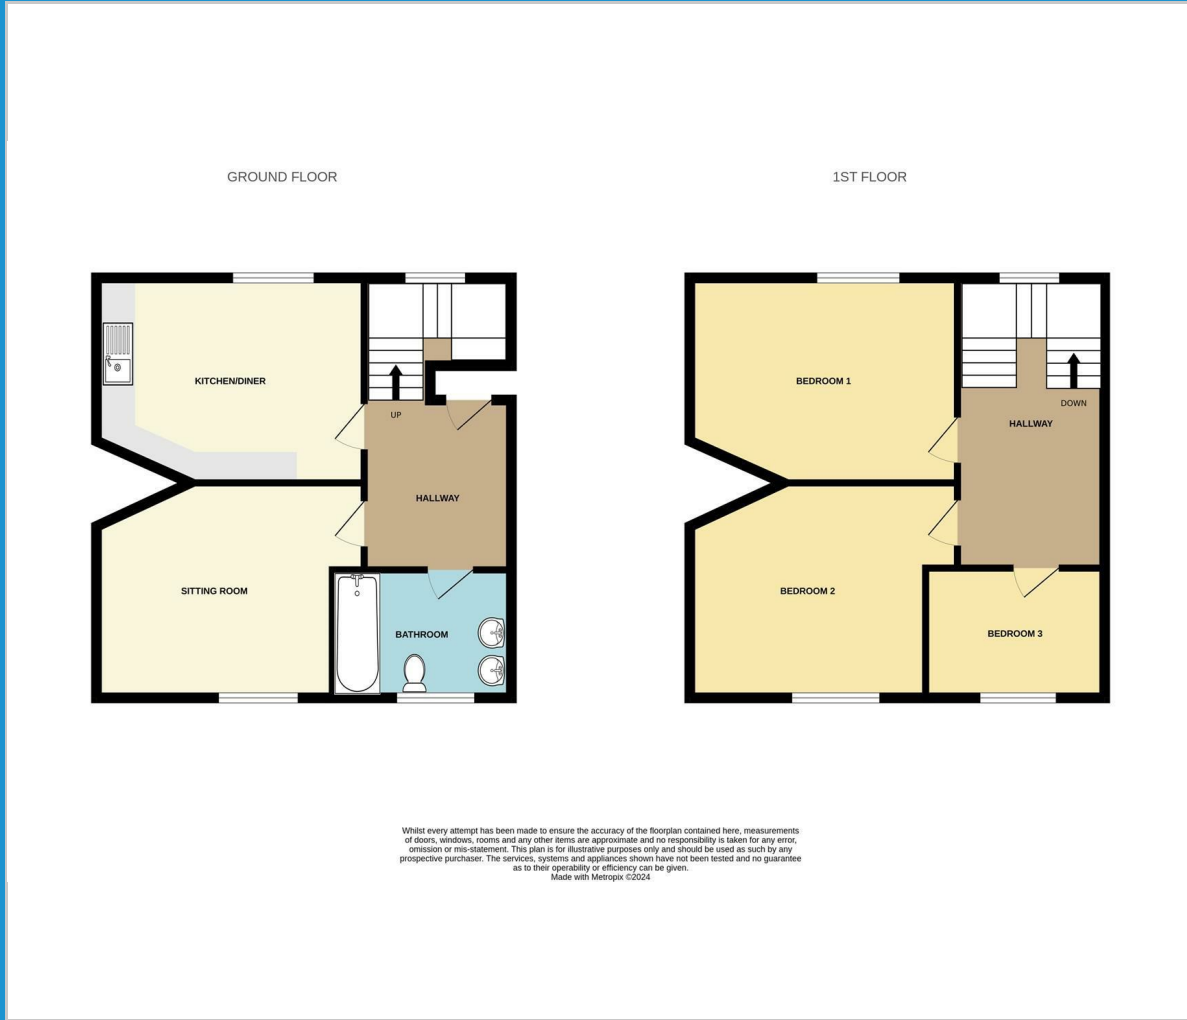 GROUND FLOOR
1ST FLOOR
KITCHEN/DINER
UP
HALLWAY
SITTING ROOM
BATHROOM
BEDROOM 1
DOWN
HALLWAY
BEDROOM 2
BEDROOM 3
Whilst every attempt has been made to ensure the accuracy of the floorplan contained here, measurements
of doors, windows, rooms and any other items are approximate and no responsibility is taken for any error,
omission or mis-statement. This plan is for illustrative purposes only and should be used as such by any
prospective purchaser. The services, systems and appliances shown have not been tested and no guarantee
as to their operability or efficiency can be given.
Made with Metropix ©2024